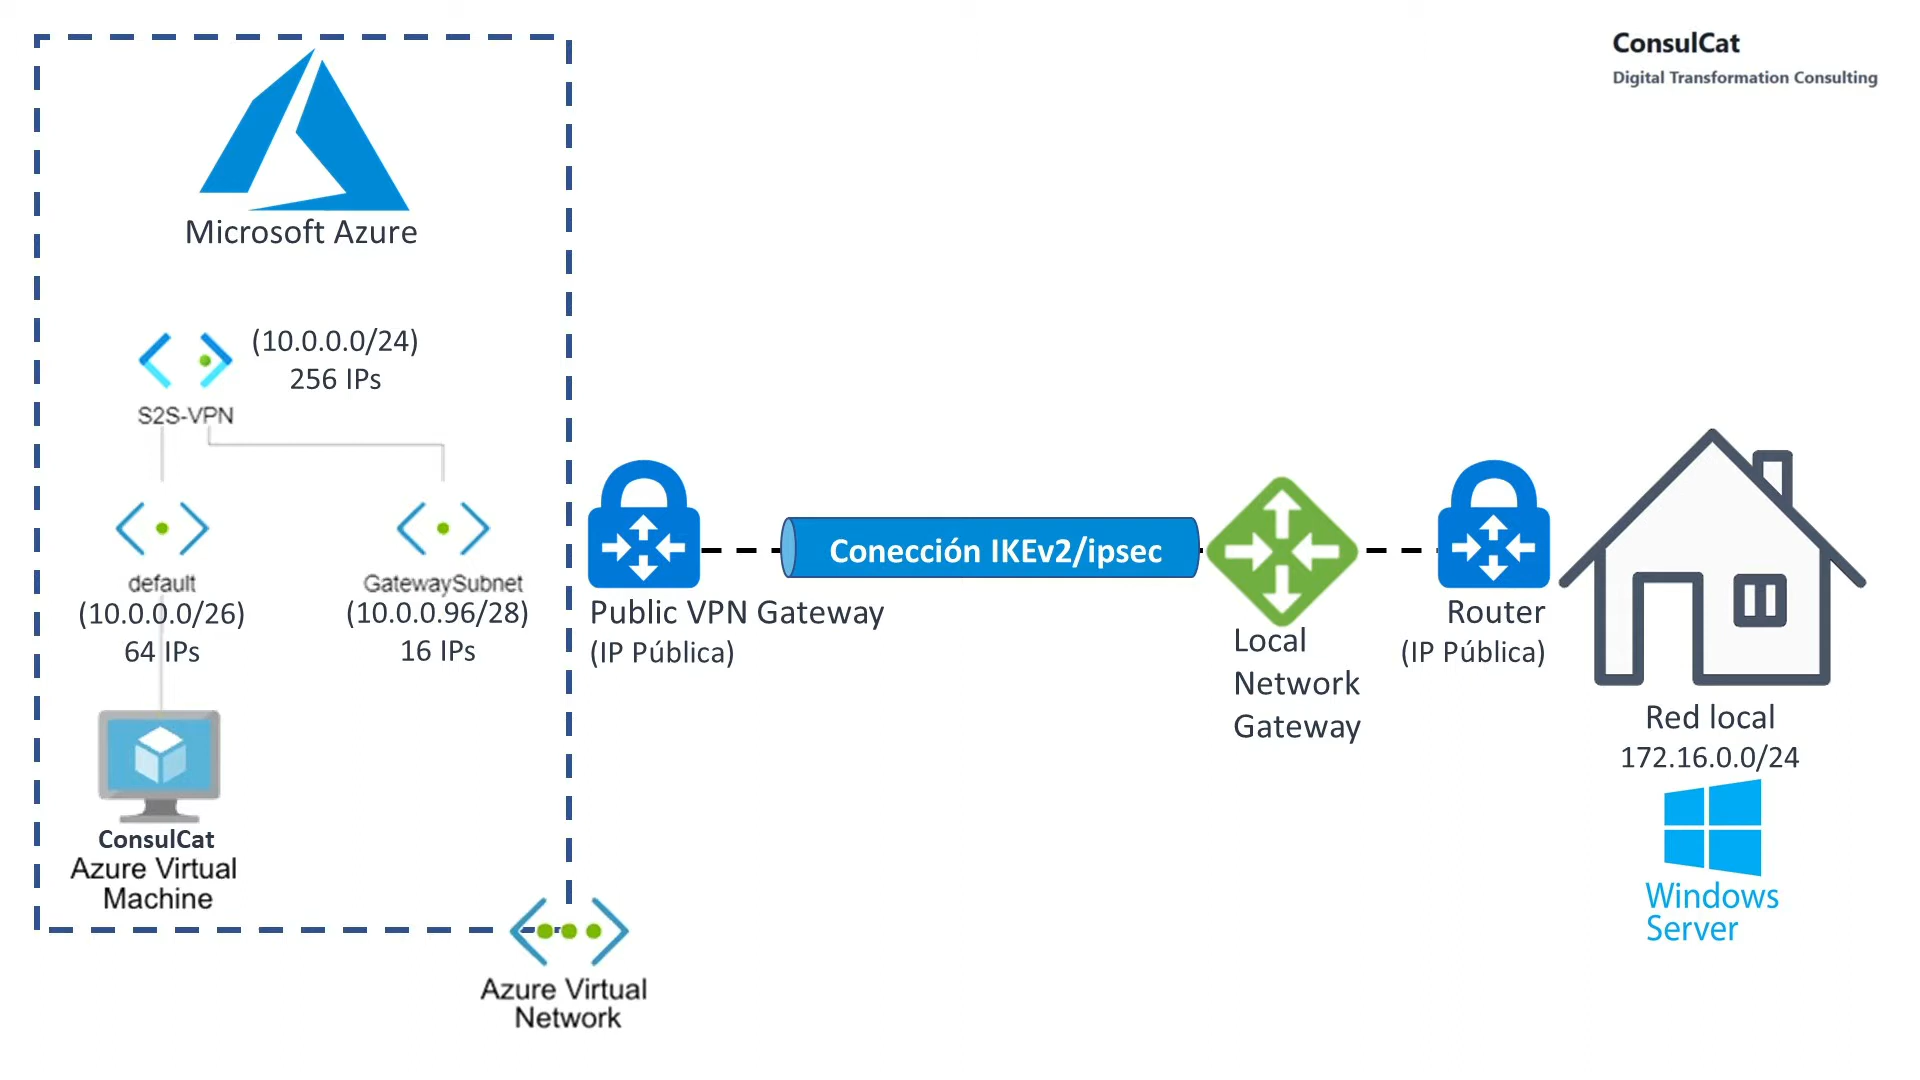 ConsulCat
Digital Transformation Consulting
Microsoft Azure
(10.0.0.0/24)
256 IPs
S2S-VPN
default
(10.0.0.0/26)
64 IPs
GatewaySubnet
(10.0.0.96/28)
16 IPs
ConsulCat
Azure Virtual
Machine
Azure Virtual
Network
Public VPN Gateway
(IP Pública)
Conección IKEv2/ipsec
Local
Network
Gateway
Router
(IP Pública)
Red local
172.16.0.0/24
Windows
Server